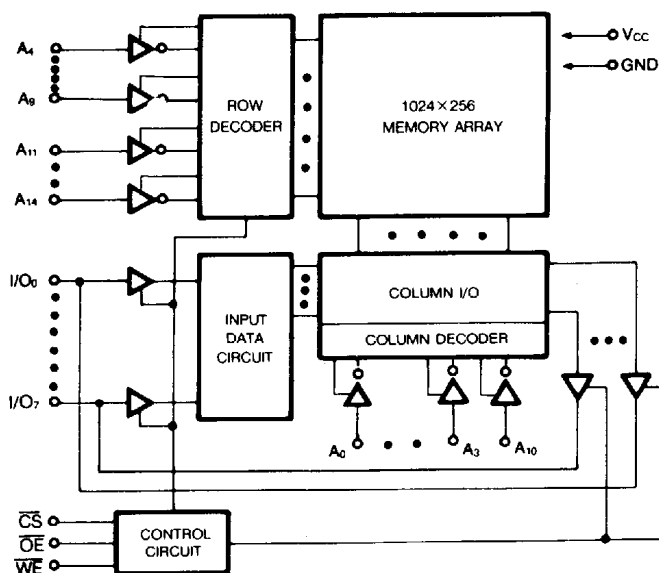 A4
A9
A11
A14
ROW
DECODER
1024×256
MEMORY ARRAY
VCC
GND
I/O0
I/O7
INPUT
DATA
CIRCUIT
COLUMN I/O
COLUMN DECODER
A0
A3
A10
CS
OE
WE
CONTROL
CIRCUIT